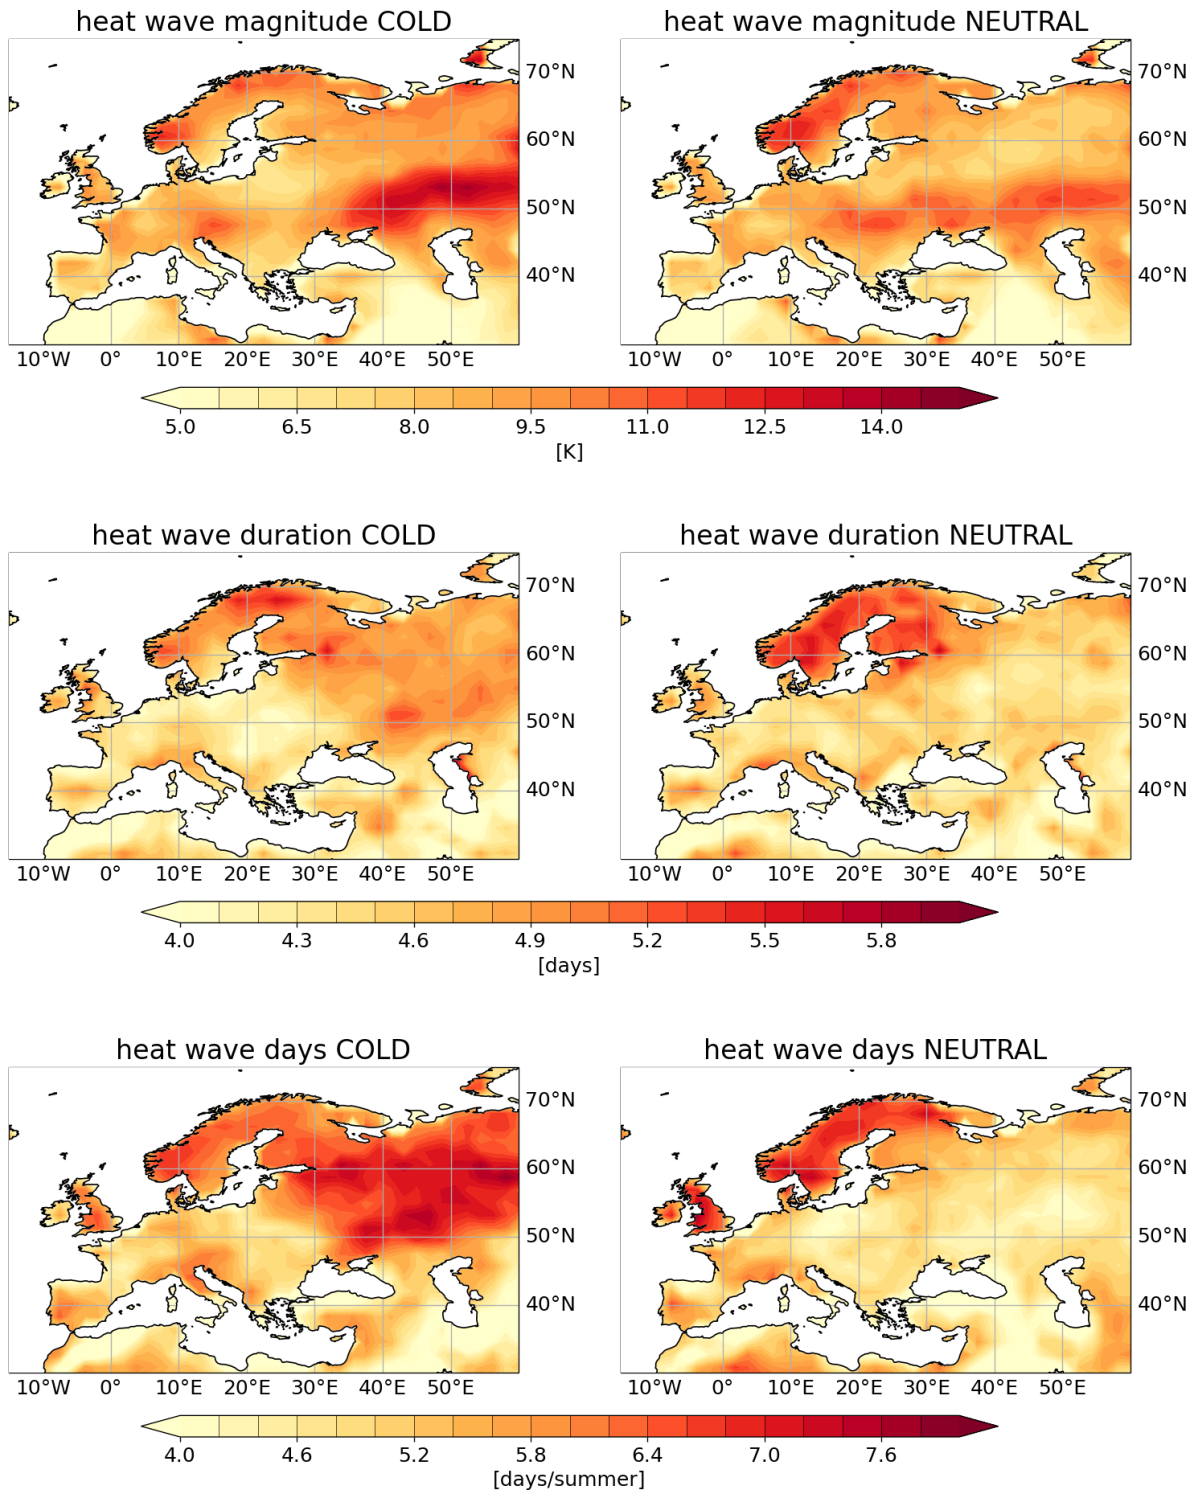 heat wave magnitude COLD
heat wave magnitude NEUTRAL
70°N
60°N
50°N
40°N
70°N
60°N
50°N
40°N
10°W 0° 10°E 20°E 30°E 40°E 50°E
10°W 0° 10°E 20°E 30°E 40°E 50°E
5.0 6.5 8.0 9.5 11.0 12.5 14.0
[K]
heat wave duration COLD
heat wave duration NEUTRAL
70°N
60°N
50°N
40°N
70°N
60°N
50°N
40°N
10°W 0° 10°E 20°E 30°E 40°E 50°E
10°W 0° 10°E 20°E 30°E 40°E 50°E
4.0 4.3 4.6 4.9 5.2 5.5 5.8
[days]
heat wave days COLD
heat wave days NEUTRAL
70°N
60°N
50°N
40°N
70°N
60°N
50°N
40°N
10°W 0° 10°E 20°E 30°E 40°E 50°E
10°W 0° 10°E 20°E 30°E 40°E 50°E
4.0 4.6 5.2 5.8 6.4 7.0 7.6
[days/summer]